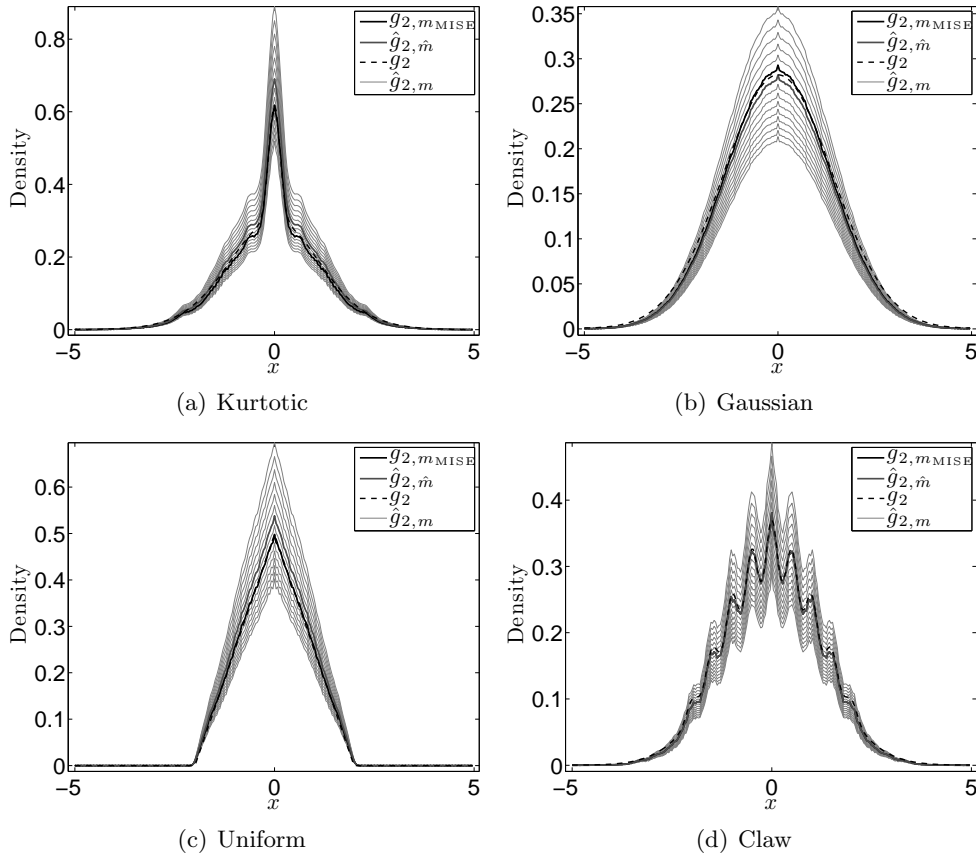 0.8
0.6
0.4
0.2
0
Density
−5
0
5
x
g2,mMISE
ĝ2,m̂
g2
ĝ2,m
(a) Kurtotic
0.35
0.3
0.25
0.2
0.15
0.1
0.05
0
Density
−5
0
5
x
g2,mMISE
ĝ2,m̂
g2
ĝ2,m
(b) Gaussian
0.6
0.5
0.4
0.3
0.2
0.1
0
Density
−5
0
5
x
g2,mMISE
ĝ2,m̂
g2
ĝ2,m
(c) Uniform
0.4
0.3
0.2
0.1
0
Density
−5
0
5
x
g2,mMISE
ĝ2,m̂
g2
ĝ2,m
(d) Claw